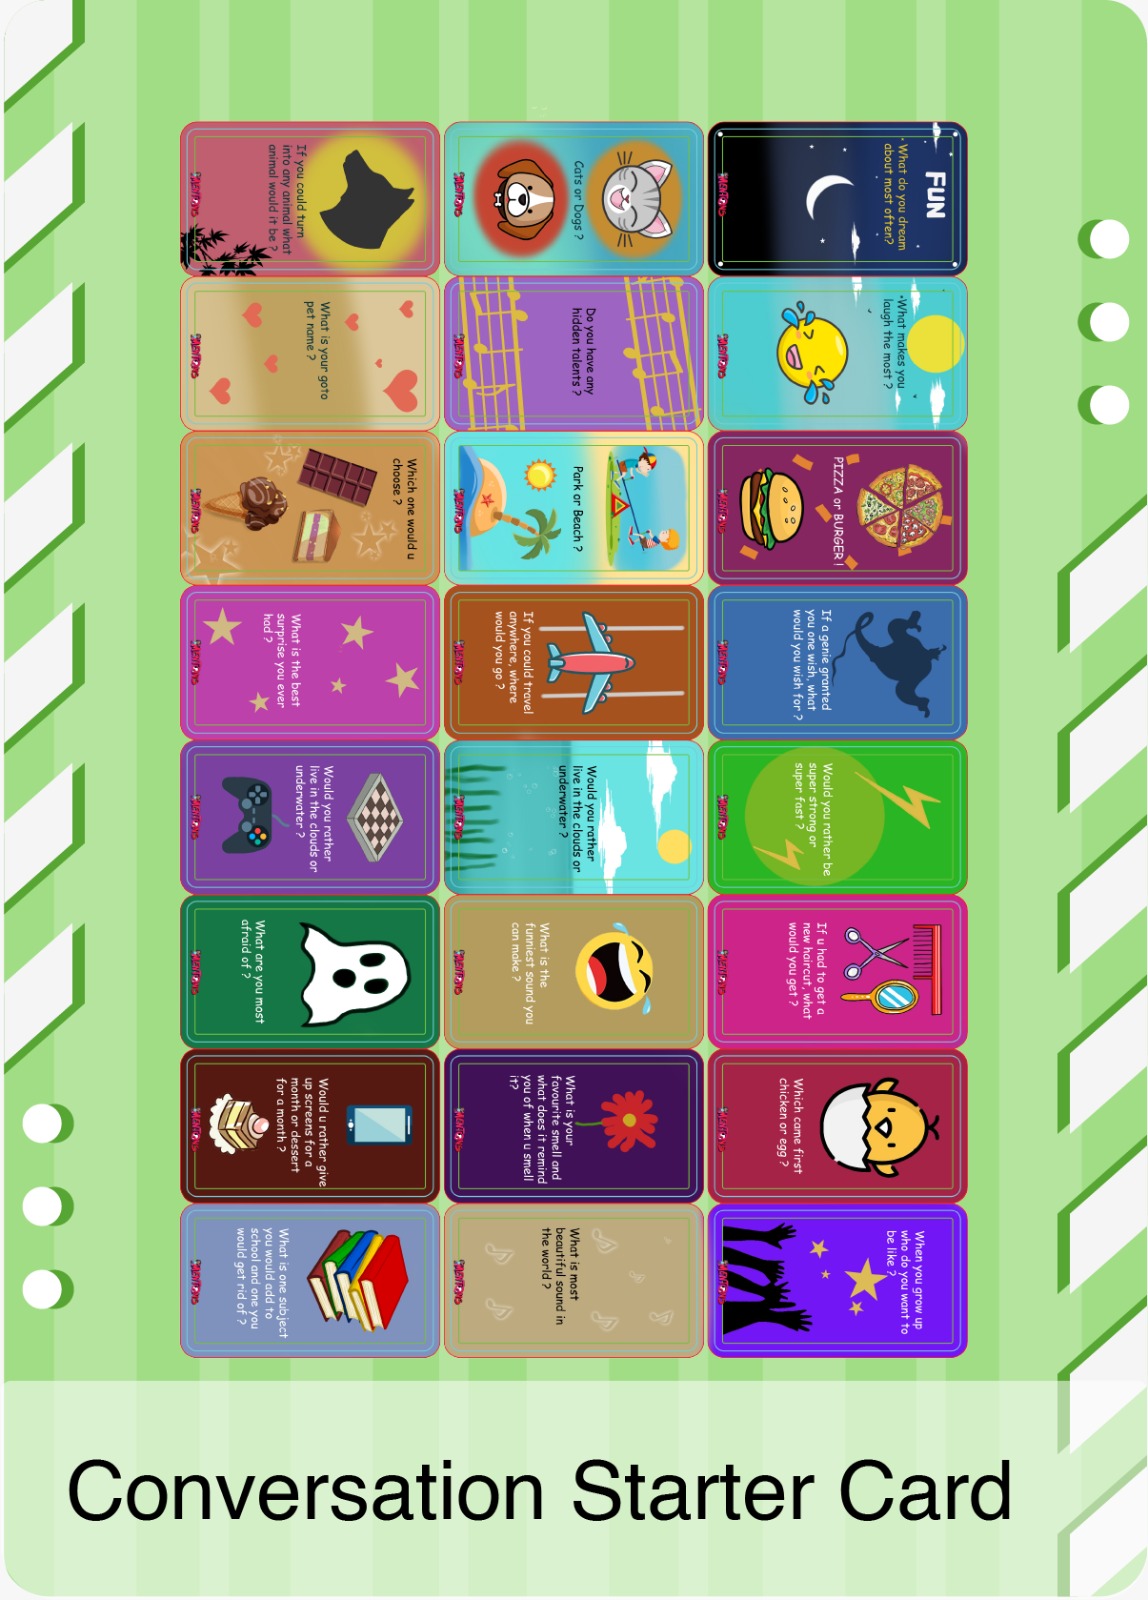 FUN
What do you dream
about most often?
What makes you
laugh the most ?
PIZZA or BURGER!
If a genie granted
you one wish, what
would you wish for ?
Would you rather be
super strong or
super fast ?
If u had to get a
new haircut, what
would you get ?
Which came first
chicken or egg ?
When you grow up
who do you want to
be like ?
Cats or Dogs ?
Do you have any
hidden talents ?
Park or Beach ?
If you could travel
anywhere, where
would you go ?
Would you rather
live in the clouds or
underwater ?
What is the
funniest sound you
can make ?
What is your
favourite smell and
what does it remind
you of when u smell
it?
What is most
beautiful sound in
the world ?
If you could turn
into any animal what
animal would it be ?
What is your goto
pet name ?
Which one would u
choose ?
What is the best
surprise you ever
had ?
Would you rather
live in the clouds or
underwater ?
What are you most
afraid of ?
Would u rather give
up screens for a
month or dessert
for a month ?
What is one subject
you would add to
school and one you
would get rid of ?
Conversation Starter Card